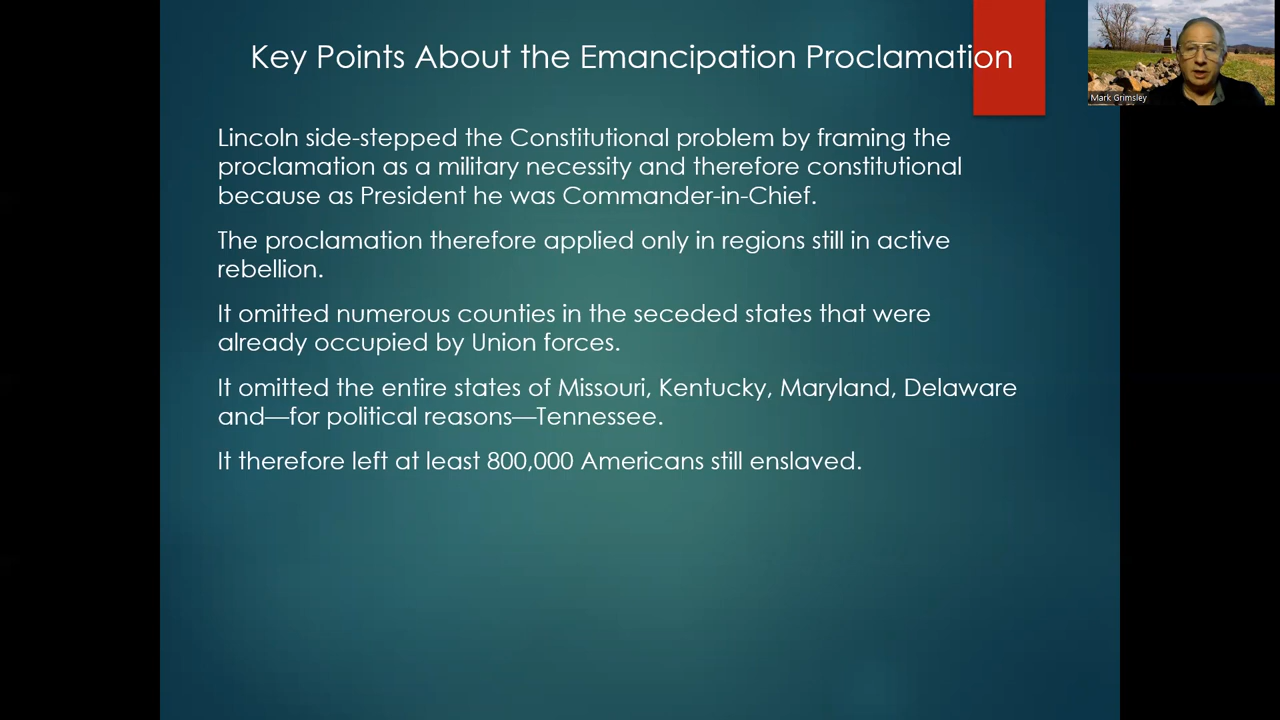 Key Points About the Emancipation Proclamation
Mark Grimsley
Lincoln side-stepped the Constitutional problem by framing the
proclamation as a military necessity and therefore constitutional
because as President he was Commander-in-Chief.
The proclamation therefore applied only in regions still in active
rebellion.
It omitted numerous counties in the seceded states that were
already occupied by Union forces.
It omitted the entire states of Missouri, Kentucky, Maryland, Delaware
and—for political reasons—Tennessee.
It therefore left at least 800,000 Americans still enslaved.